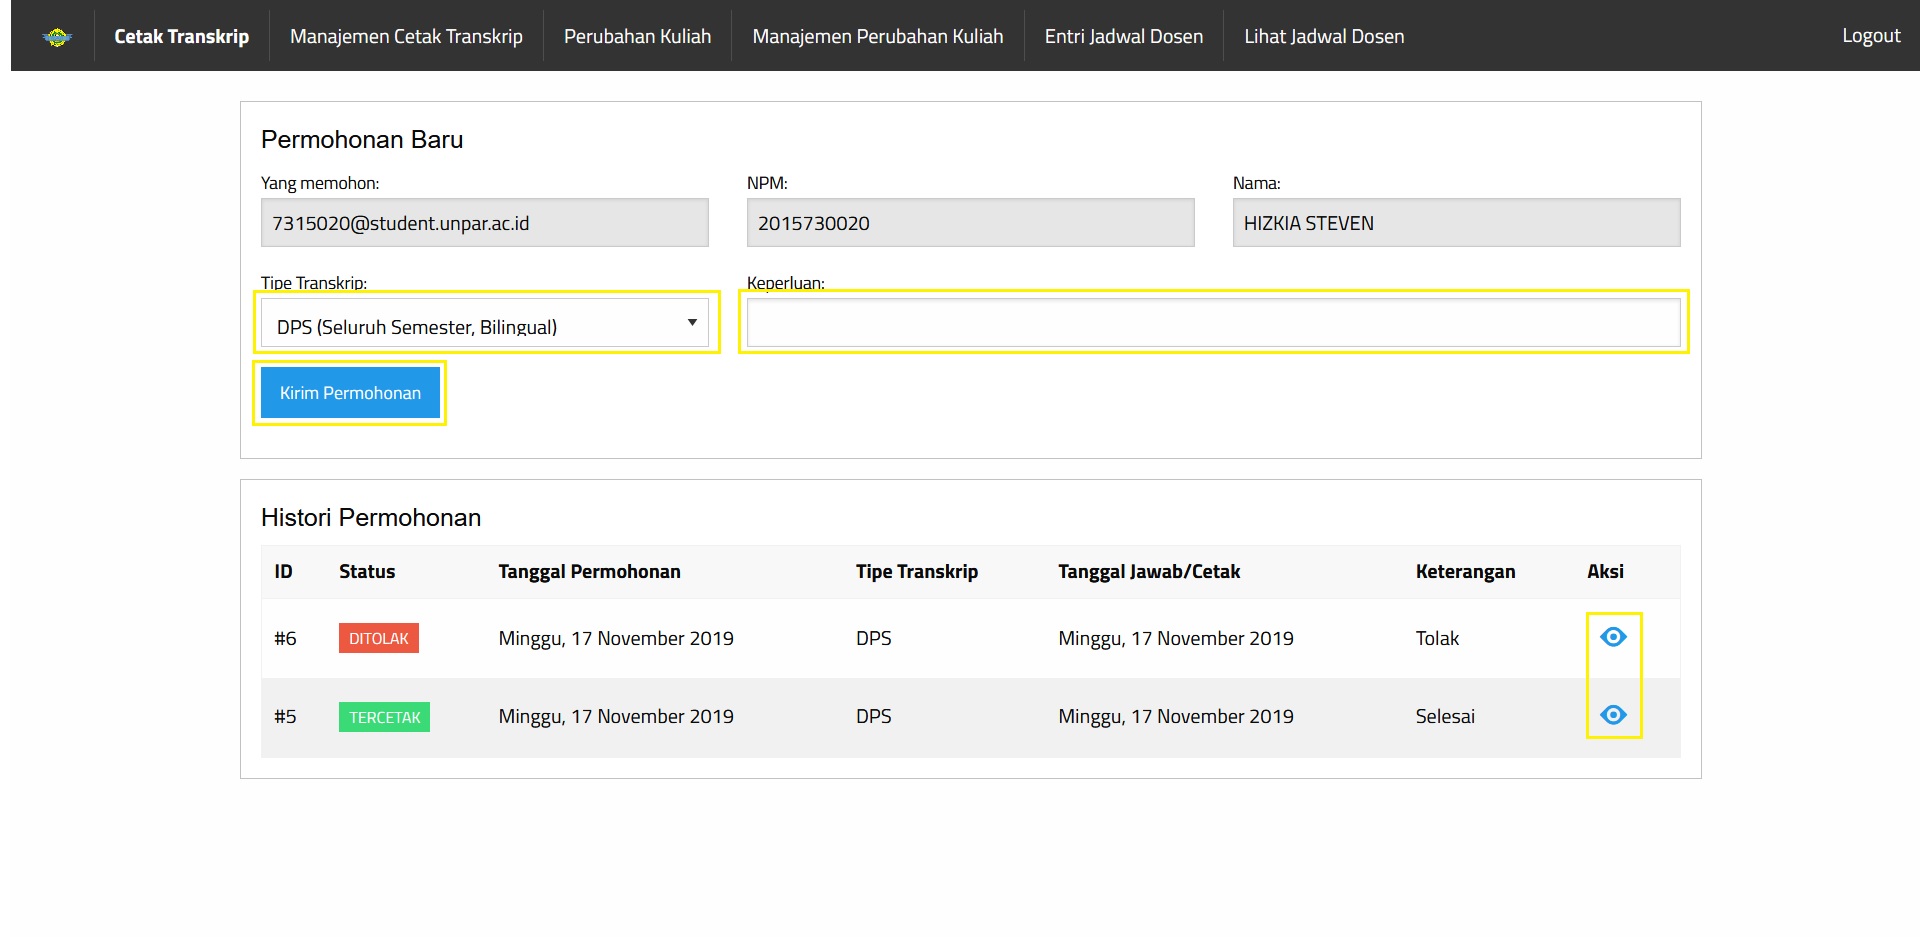 Cetak Transkrip Manajemen Cetak Transkrip Perubahan Kuliah Manajemen Perubahan Kuliah Entri Jadwal Dosen Lihat Jadwal Dosen Logout
Permohonan Baru
Yang memohon: NPM: Nama:
7315020@student.unpar.ac.id 2015730020 HIZKIA STEVEN
Tipe Transkrip: Keperluan:
DPS (Seluruh Semester, Bilingual)
Kirim Permohonan
Histori Permohonan
ID Status Tanggal Permohonan Tipe Transkrip Tanggal Jawab/Cetak Keterangan Aksi
#6 DITOLAK Minggu, 17 November 2019 DPS Minggu, 17 November 2019 Tolak
#5 TERCETAK Minggu, 17 November 2019 DPS Minggu, 17 November 2019 Selesai